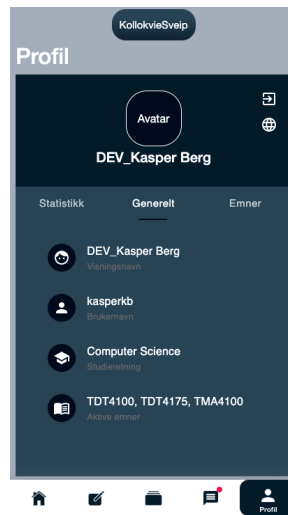 KollokvieSveip
Profil
Avatar
DEV_Kasper Berg
Statistikk Generelt Emner
DEV_Kasper Berg
Visningsnavn
kasperkb
Brukernavn
Computer Science
Studieretning
TDT4100, TDT4175, TMA4100
Aktive emner
Profil